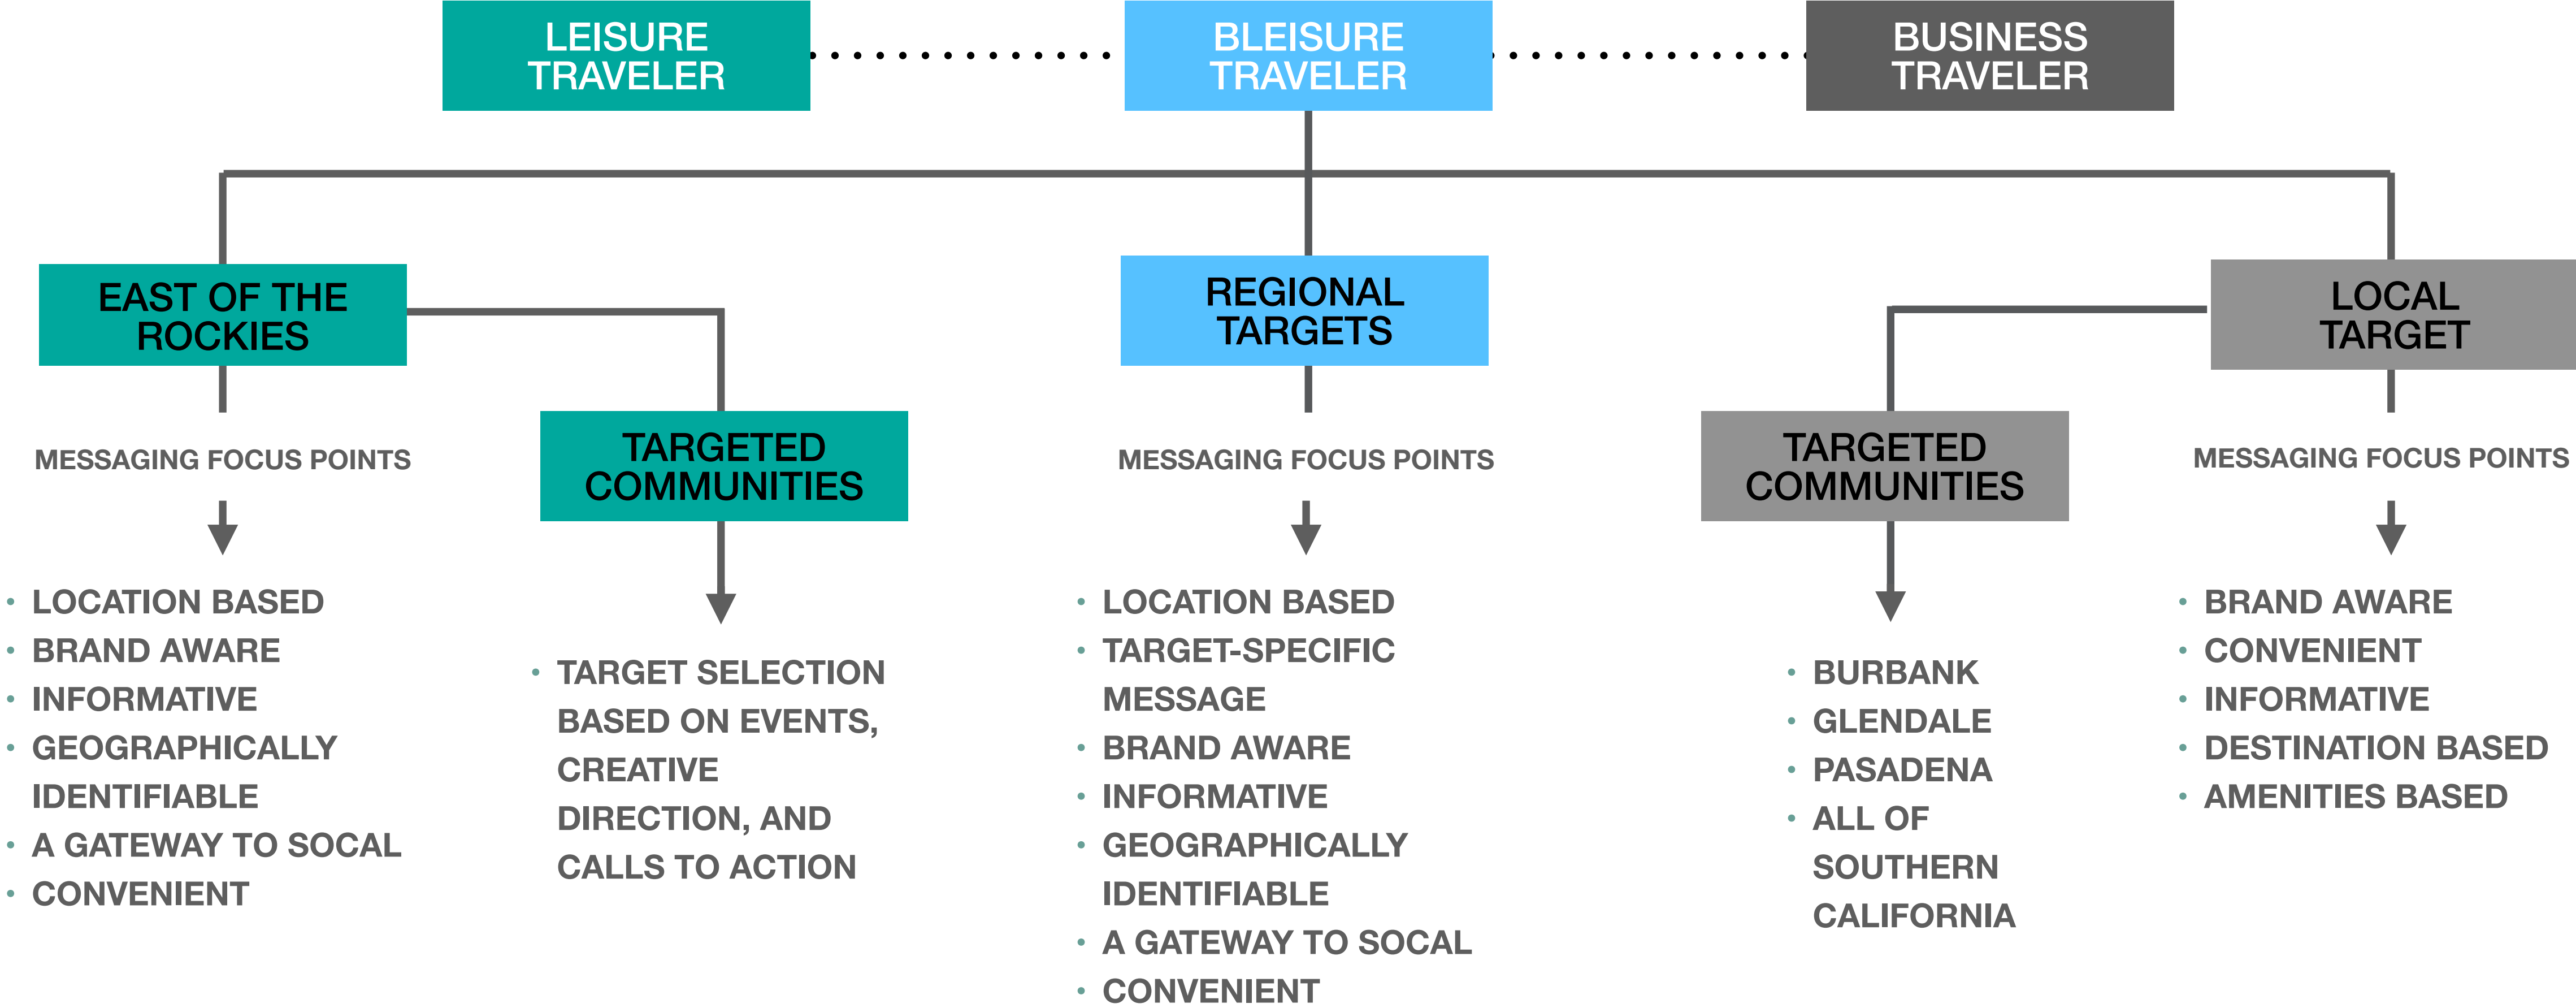 LEISURE
TRAVELER
BLEISURE
TRAVELER
BUSINESS
TRAVELER
EAST OF THE
ROCKIES
REGIONAL
TARGETS
LOCAL
TARGET
MESSAGING FOCUS POINTS
• LOCATION BASED
• BRAND AWARE
• INFORMATIVE
• GEOGRAPHICALLY
IDENTIFIABLE
• A GATEWAY TO SOCAL
• CONVENIENT
TARGETED
COMMUNITIES
• TARGET SELECTION
BASED ON EVENTS,
CREATIVE
DIRECTION, AND
CALLS TO ACTION
MESSAGING FOCUS POINTS
• LOCATION BASED
• TARGET-SPECIFIC
MESSAGE
• BRAND AWARE
• INFORMATIVE
• GEOGRAPHICALLY
IDENTIFIABLE
• A GATEWAY TO SOCAL
• CONVENIENT
TARGETED
COMMUNITIES
• BURBANK
• GLENDALE
• PASADENA
• ALL OF
SOUTHERN
CALIFORNIA
MESSAGING FOCUS POINTS
• BRAND AWARE
• CONVENIENT
• INFORMATIVE
• DESTINATION BASED
• AMENITIES BASED